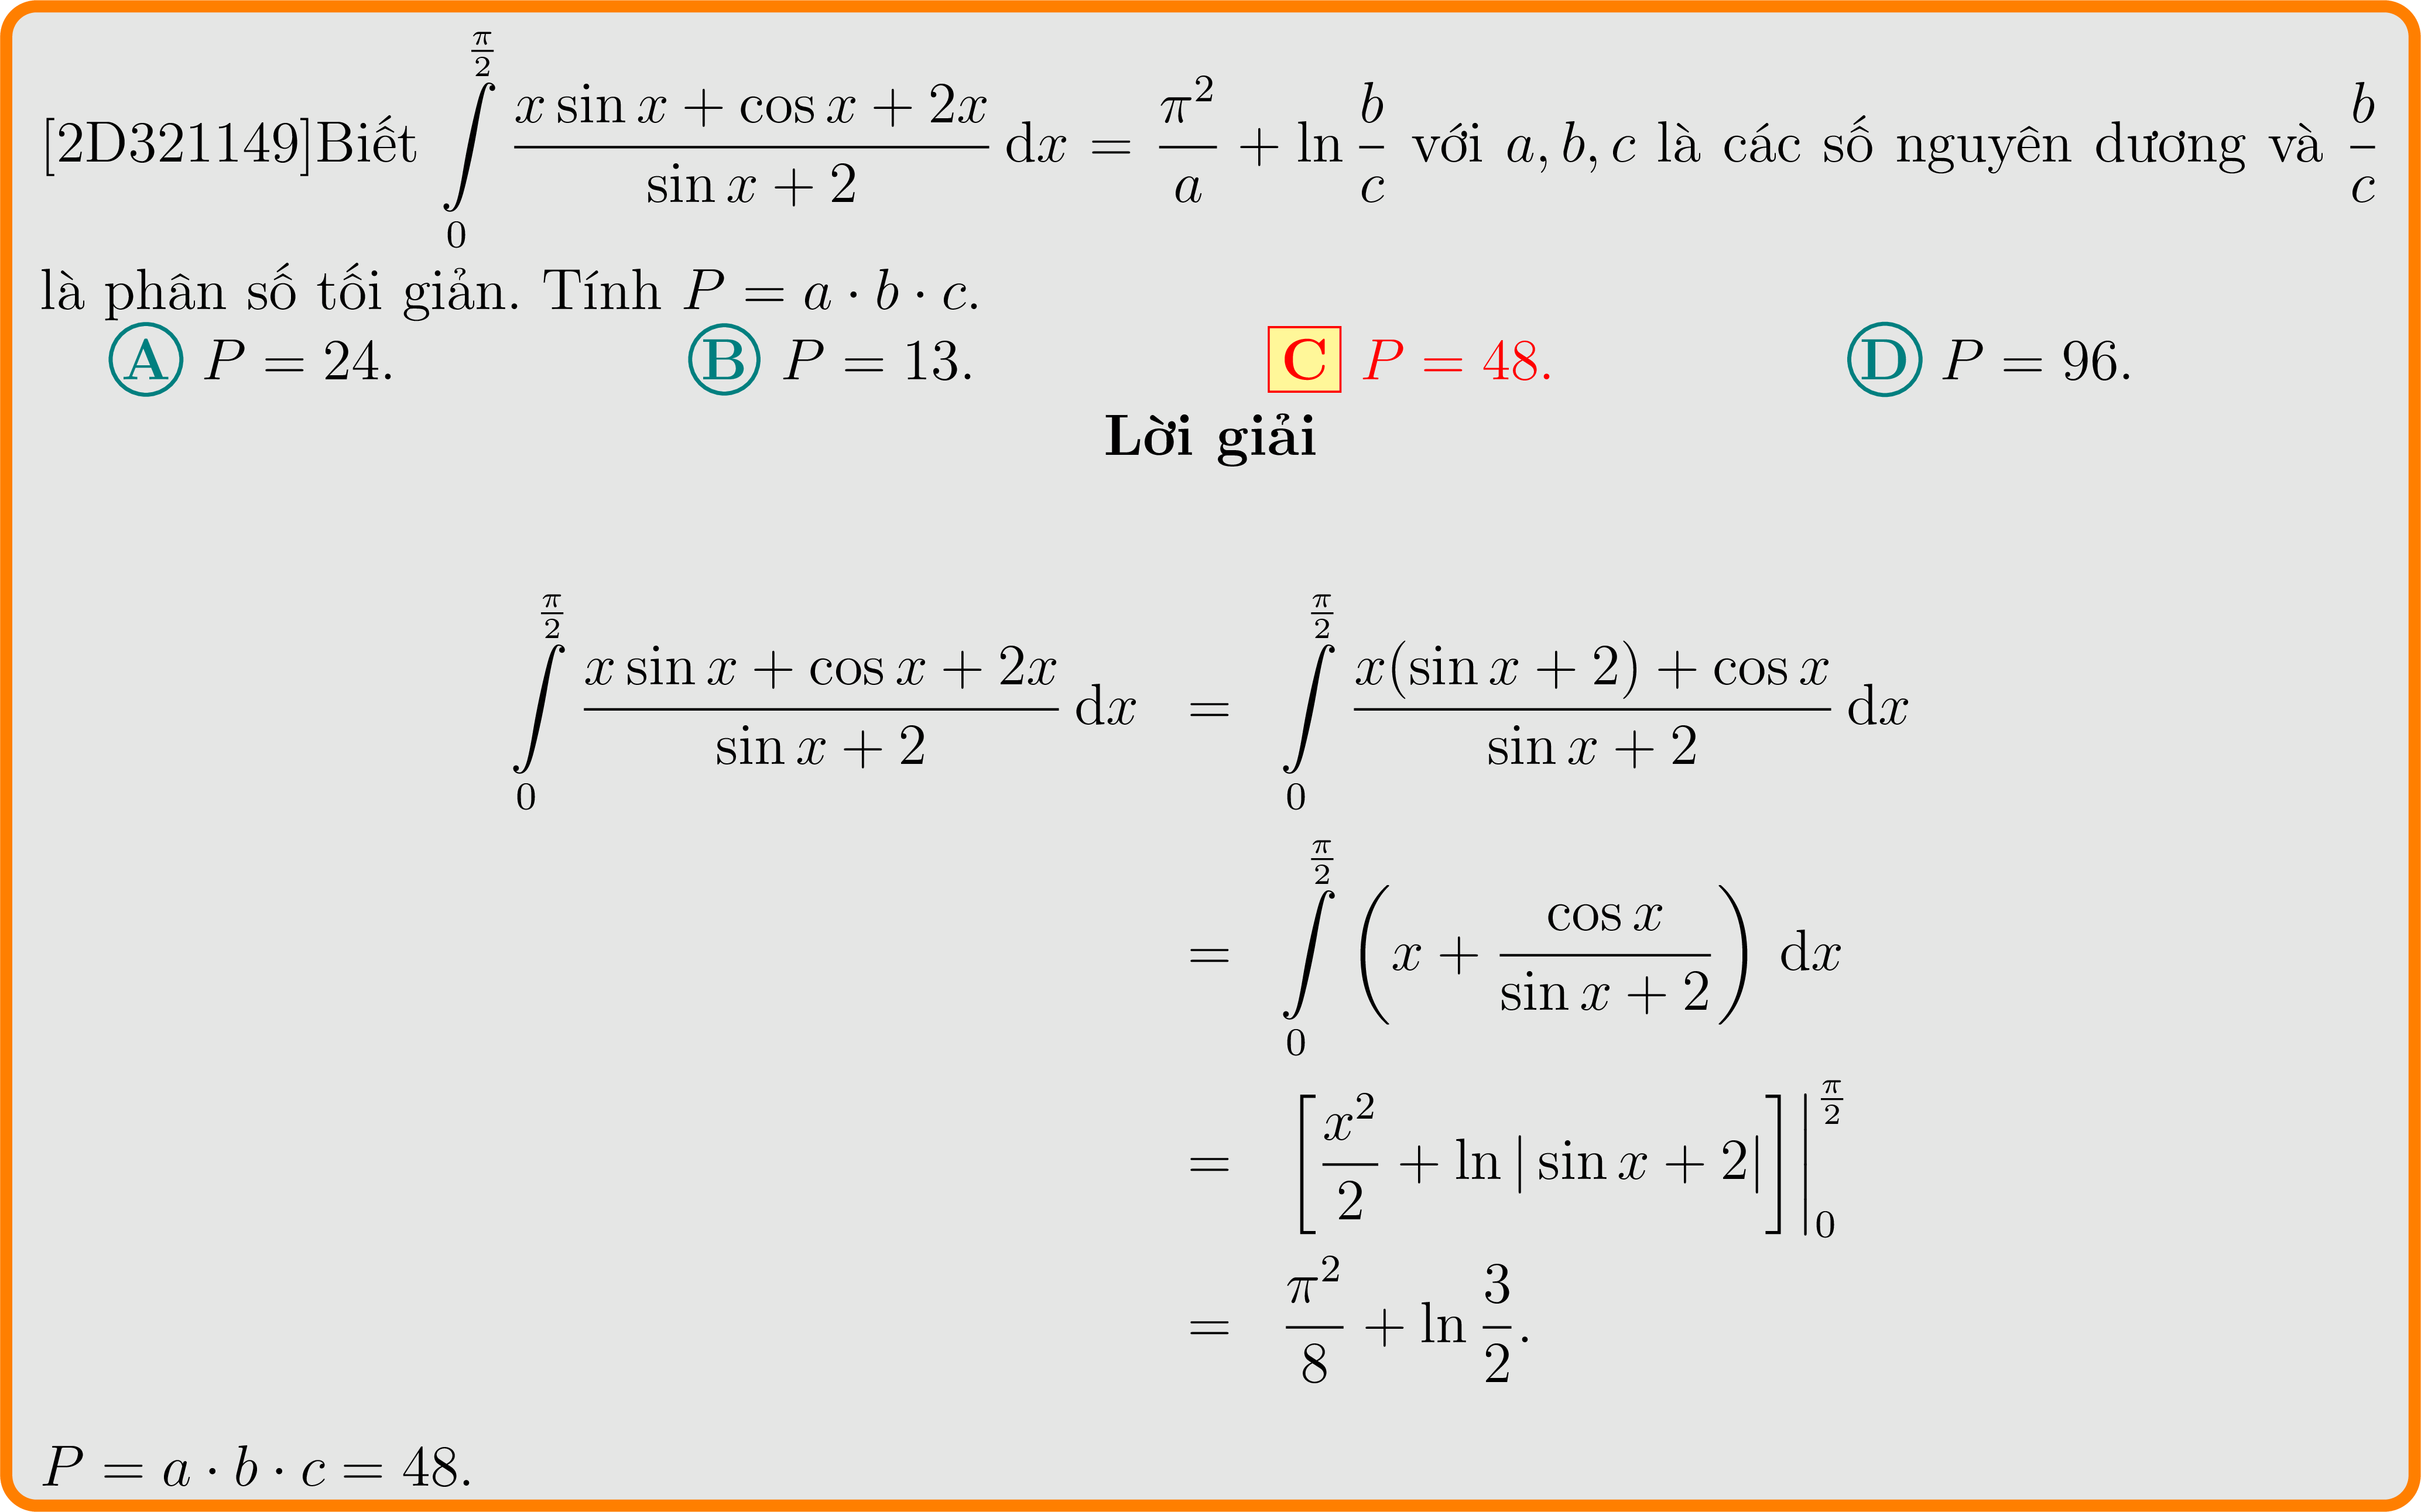 [2D321149]Biết $\int\limits_0^{\frac{\pi}{2}} \frac{x \sin x + \cos x + 2x}{\sin x + 2} \, \mathrm{d}x = \frac{\pi^2}{a} + \ln \frac{b}{c}$ với $a, b, c$ là các số nguyên dương và $\frac{b}{c}$
là phân số tối giản. Tính $P = a \cdot b \cdot c$.
A $P = 24$. B $P = 13$. C $P = 48$. D $P = 96$.
Lời giải
$\int\limits_0^{\frac{\pi}{2}} \frac{x \sin x + \cos x + 2x}{\sin x + 2} \, \mathrm{d}x = \int\limits_0^{\frac{\pi}{2}} \frac{x(\sin x + 2) + \cos x}{\sin x + 2} \, \mathrm{d}x$
$= \int\limits_0^{\frac{\pi}{2}} \left( x + \frac{\cos x}{\sin x + 2} \right) \, \mathrm{d}x$
$= \left. \left[ \frac{x^2}{2} + \ln | \sin x + 2 | \right] \right|_0^{\frac{\pi}{2}}$
$= \frac{\pi^2}{8} + \ln \frac{3}{2}.$
$P = a \cdot b \cdot c = 48$.